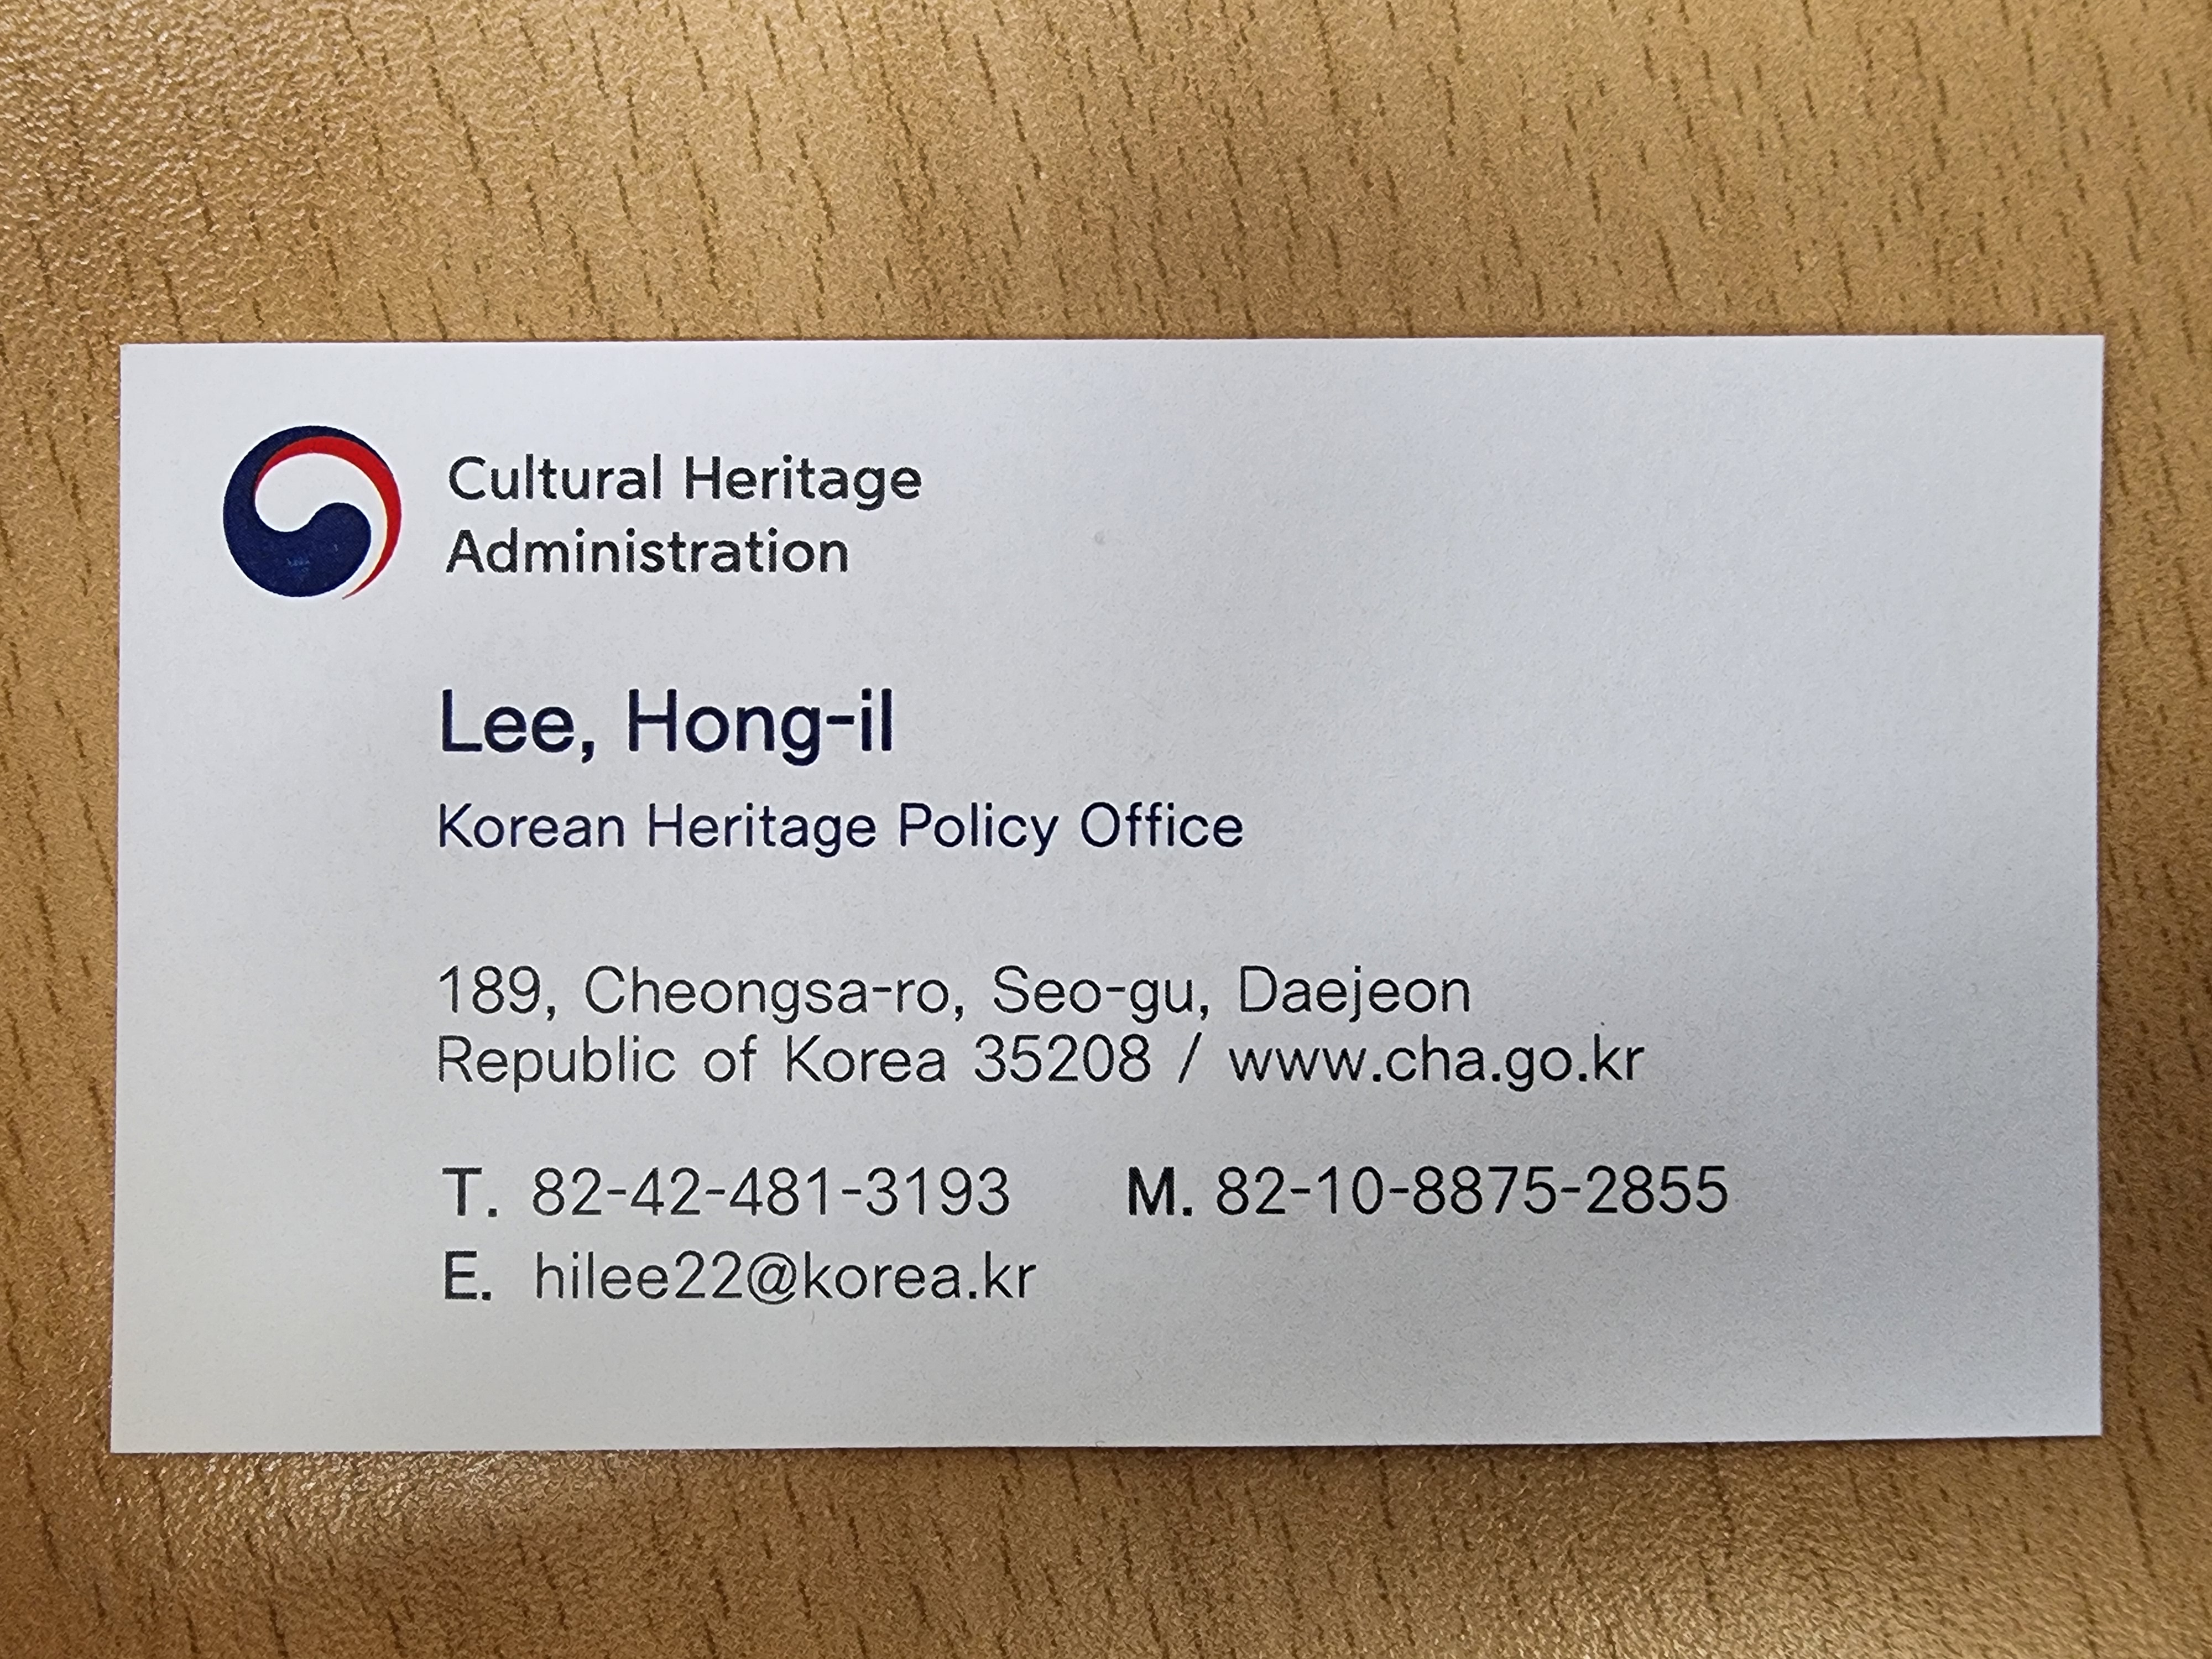 Cultural Heritage
Administration
Lee, Hong-il
Korean Heritage Policy Office
189, Cheongsa-ro, Seo-gu, Daejeon
Republic of Korea 35208 / www.cha.go.kr
T. 82-42-481-3193 M. 82-10-8875-2855
E. hilee22@korea.kr